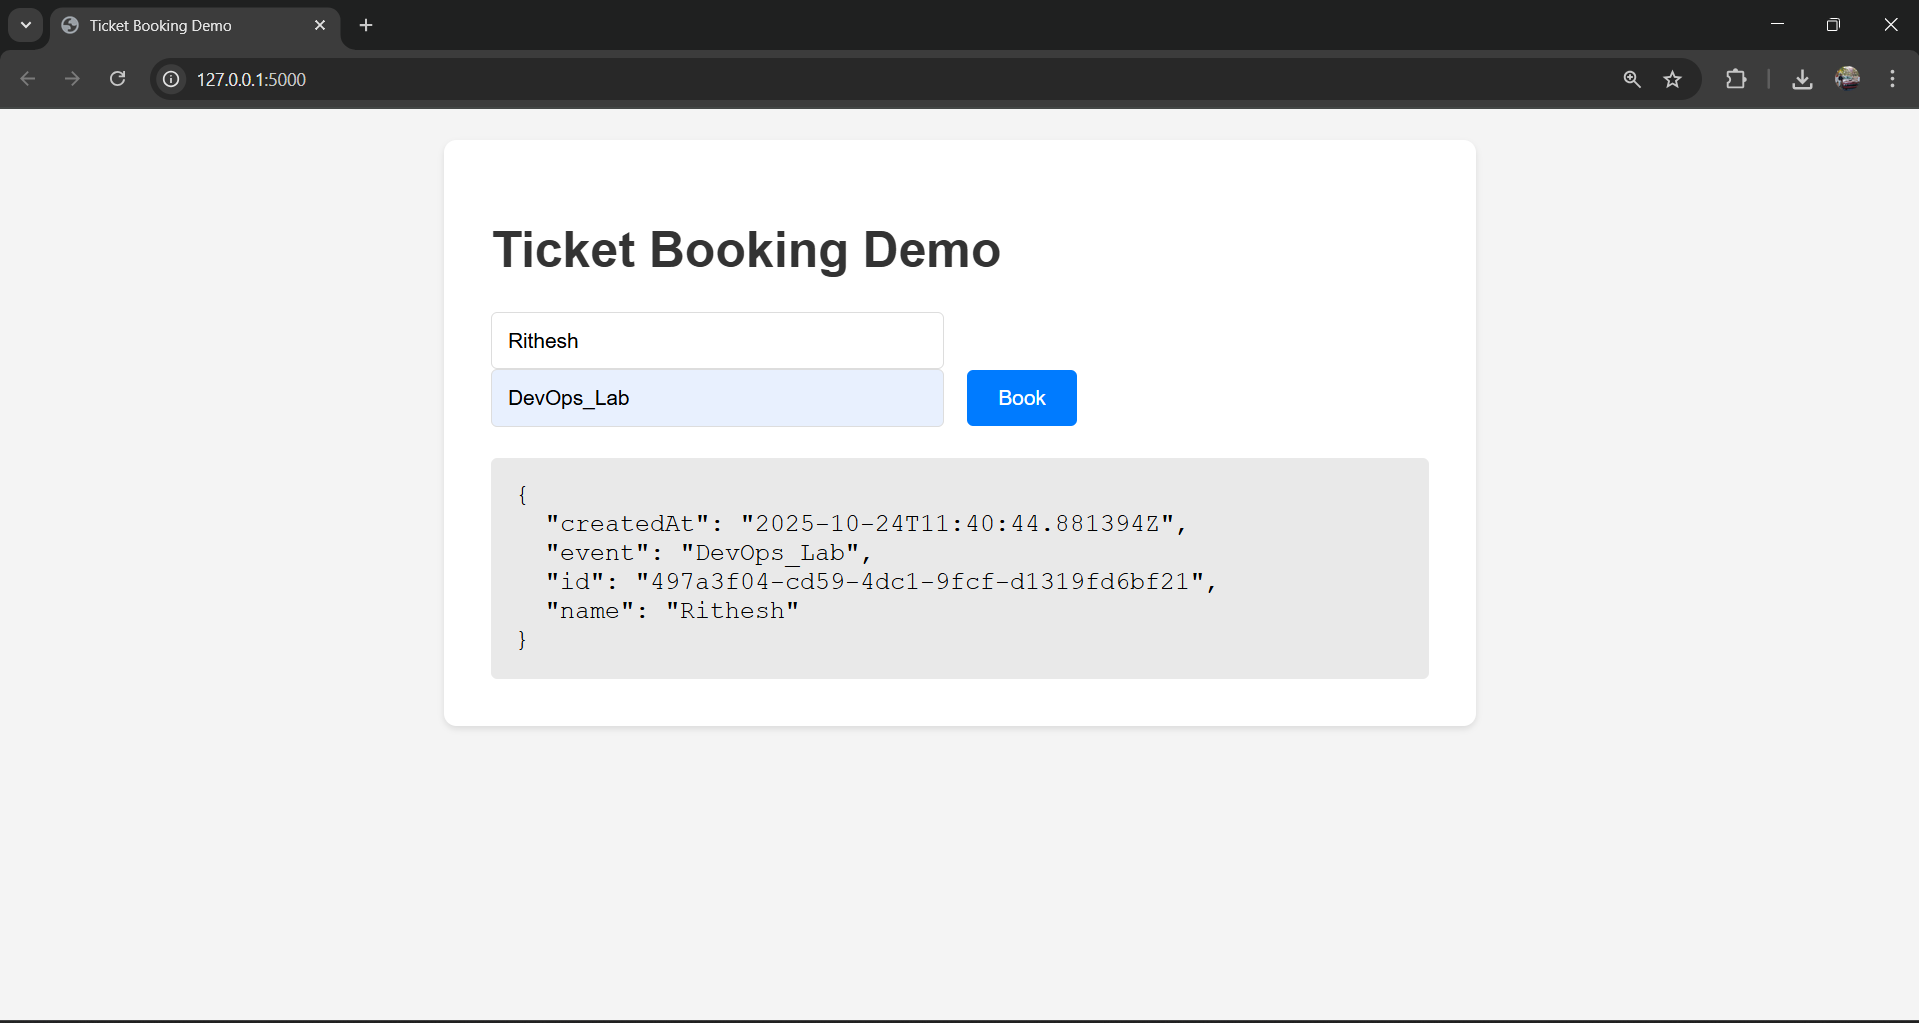 Ticket Booking Demo
127.0.0.1:5000
Ticket Booking Demo
Rithesh
DevOps_Lab
Book
{
  "createdAt": "2025-10-24T11:40:44.881394Z",
  "event": "DevOps_Lab",
  "id": "497a3f04-cd59-4dc1-9fcf-d1319fd6bf21",
  "name": "Rithesh"
}